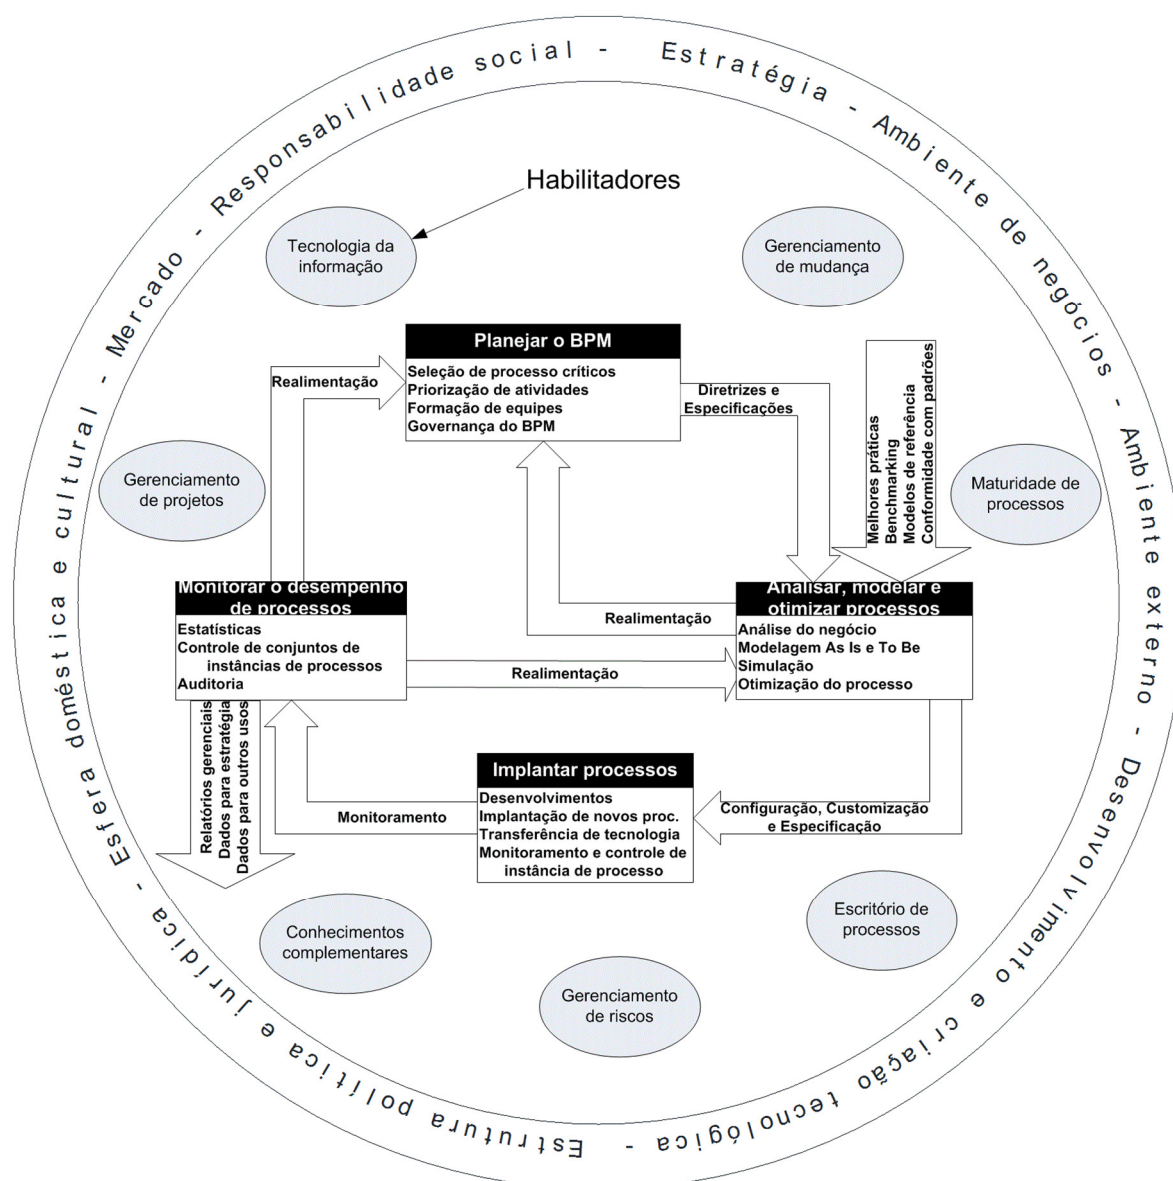 Estratégia - Ambiente de negócios - Ambiente externo - Desenvolvimento e criação tecnológica - Estrutura política e jurídica - Esfera doméstica e cultural - Mercado - Responsabilidade social -
Habilitadores
Tecnologia da
informação
Gerenciamento
de mudança
Planejar o BPM
Seleção de processo críticos
Priorização de atividades
Formação de equipes
Governança do BPM
Realimentação
Diretrizes e
Especificações
Melhores práticas
Benchmarking
Modelos de referência
Conformidade com padrões
Gerenciamento
de projetos
Maturidade de
processos
Monitorar o desempenho
de processos
Estatísticas
Controle de conjuntos de
instâncias de processos
Auditoria
Analisar, modelar e
otimizar processos
Análise do negócio
Modelagem As Is e To Be
Simulação
Otimização do processo
Realimentação
Realimentação
Relatórios gerenciais
Dados para estratégia
Dados para outros usos
Implantar processos
Desenvolvimentos
Implantação de novos proc.
Transferência de tecnologia
Monitoramento e controle de
instância de processo
Monitoramento
Configuração, Customização
e Especificação
Conhecimentos
complementares
Escritório de
processos
Gerenciamento
de riscos